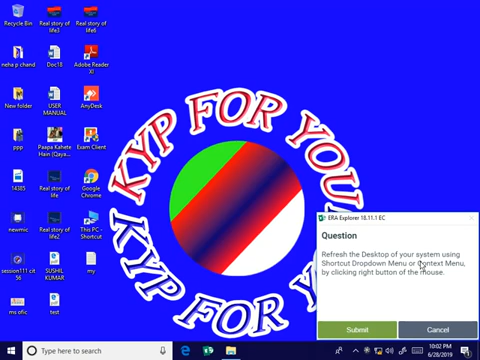 Recycle Bin
Real story of life3
Real story of life6
neha p chand
Doc18
Adobe Reader XI
New folder
USER MANUAL
AnyDesk
ppp
Paapa Kahete Hain (Qaya...
Exam Client
14385
Real story of life
Google Chrome
newmic
Real story of life2
This PC - Shortcut
session111 cit 56
SUSHIL KUMAR
my
ms ofic
test
KYP FOR YOU
KYP FOR
ERA Explorer 18.11.1 EC
Question
Refresh the Desktop of your system using
Shortcut Dropdown Menu or Context Menu,
by clicking right button of the mouse.
Submit
Cancel
Type here to search
10:02 PM
6/28/2019